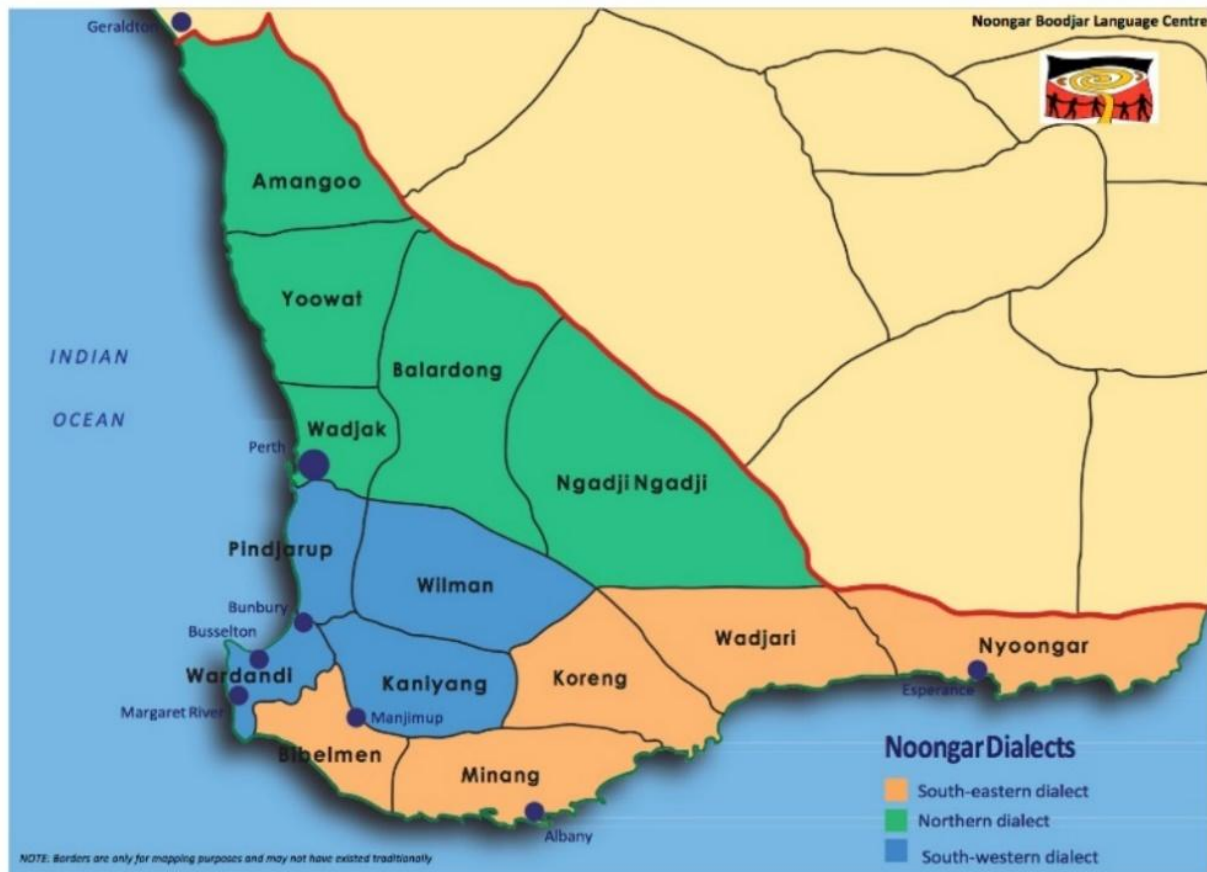 Geraldton
Noongar Boodjar Language Centre
Amangoo
Yoowat
INDIAN
OCEAN
Balardong
Wadjak
Perth
Ngadji Ngadji
Pindjarup
Wilman
Bunbury
Busselton
Wardandi
Wadjari
Nyoongar
Kaniyang
Koreng
Esperance
Margaret River
Manjimup
Bibelmen
Minang
Albany
Noongar Dialects
South-eastern dialect
Northern dialect
South-western dialect
NOTE: Borders are only for mapping purposes and may not have existed traditionally